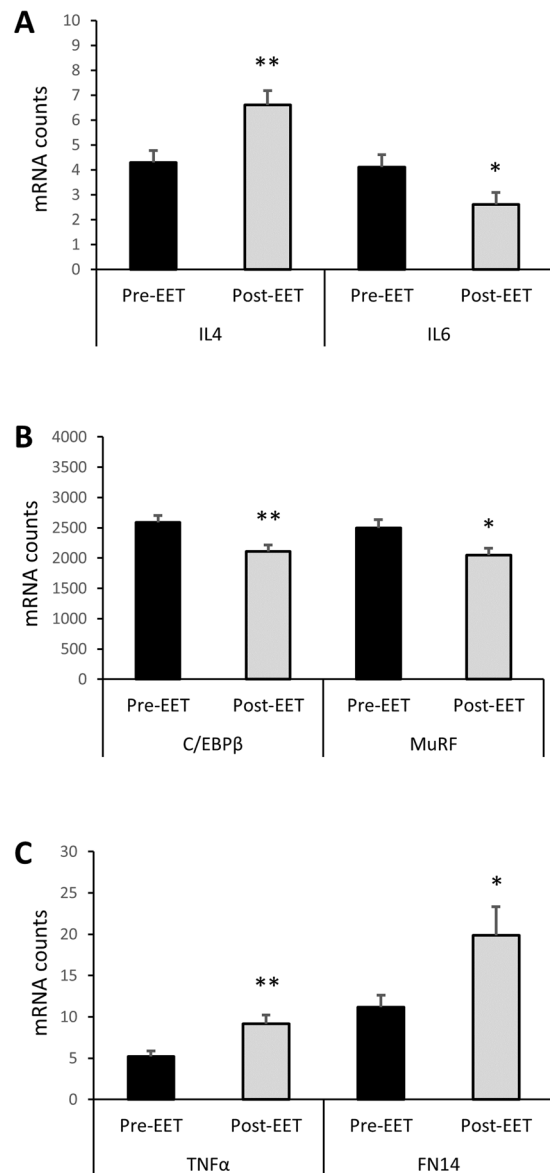 A
10
9
8
7
6
5
4
3
2
1
0
mRNA counts
**
*
Pre-EET Post-EET Pre-EET Post-EET
IL4 IL6
B
4000
3500
3000
2500
2000
1500
1000
500
0
mRNA counts
**
*
Pre-EET Post-EET Pre-EET Post-EET
C/EBPβ MuRF
C
30
25
20
15
10
5
0
mRNA counts
*
**
Pre-EET Post-EET Pre-EET Post-EET
TNFα FN14